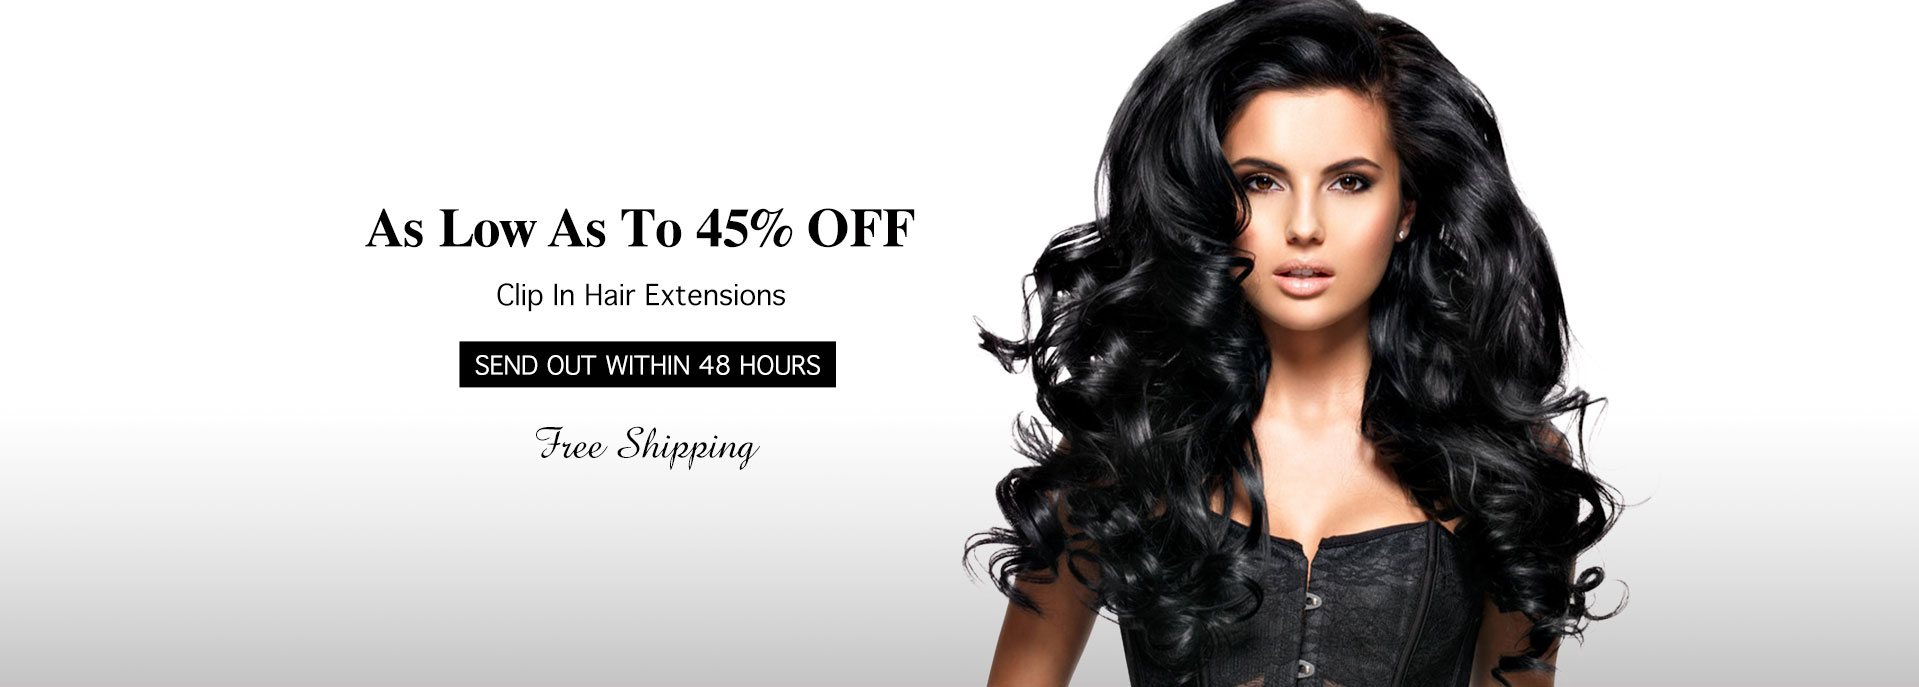 As Low As To 45% OFF
Clip In Hair Extensions
SEND OUT WITHIN 48 HOURS
Free Shipping